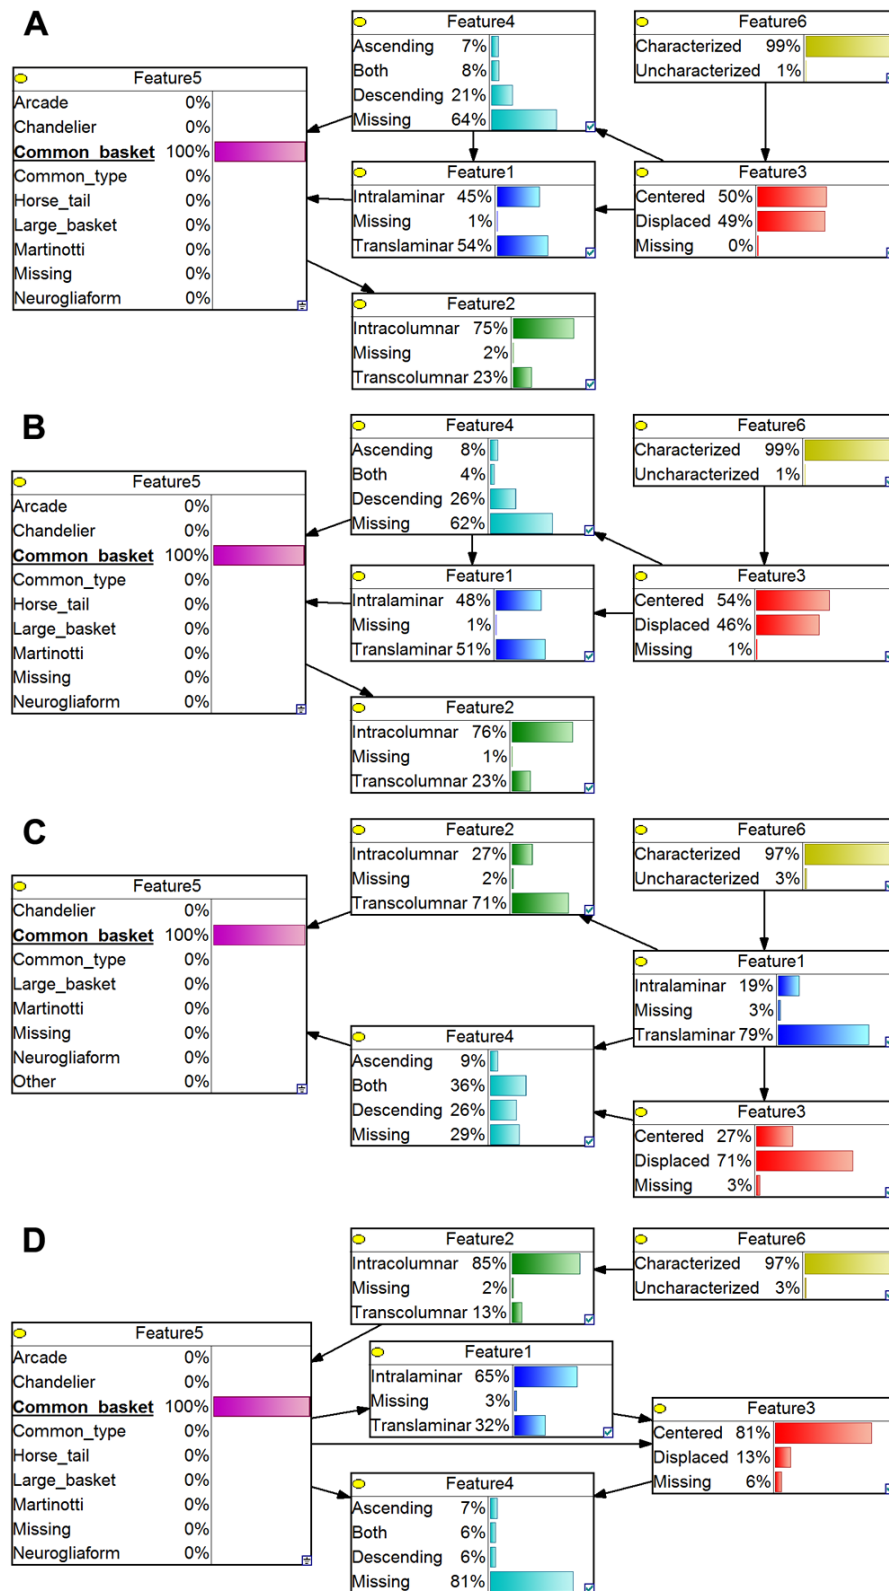 A
Feature4
Ascending 7%
Both 8%
Descending 21%
Missing 64%
Feature6
Characterized 99%
Uncharacterized 1%
Feature5
Arcade 0%
Chandelier 0%
Common_basket 100%
Common_type 0%
Horse_tail 0%
Large_basket 0%
Martinotti 0%
Missing 0%
Neurogliaform 0%
Feature1
Intralaminar 45%
Missing 1%
Translaminar 54%
Feature3
Centered 50%
Displaced 49%
Missing 0%
Feature2
Intracolumnar 75%
Missing 2%
Transcolumnar 23%
B
Feature4
Ascending 8%
Both 4%
Descending 26%
Missing 62%
Feature6
Characterized 99%
Uncharacterized 1%
Feature5
Arcade 0%
Chandelier 0%
Common_basket 100%
Common_type 0%
Horse_tail 0%
Large_basket 0%
Martinotti 0%
Missing 0%
Neurogliaform 0%
Feature1
Intralaminar 48%
Missing 1%
Translaminar 51%
Feature3
Centered 54%
Displaced 46%
Missing 1%
Feature2
Intracolumnar 76%
Missing 1%
Transcolumnar 23%
C
Feature2
Intracolumnar 27%
Missing 2%
Transcolumnar 71%
Feature6
Characterized 97%
Uncharacterized 3%
Feature5
Chandelier 0%
Common_basket 100%
Common_type 0%
Large_basket 0%
Martinotti 0%
Missing 0%
Neurogliaform 0%
Other 0%
Feature1
Intralaminar 19%
Missing 3%
Translaminar 79%
Feature4
Ascending 9%
Both 36%
Descending 26%
Missing 29%
Feature3
Centered 27%
Displaced 71%
Missing 3%
D
Feature2
Intracolumnar 85%
Missing 2%
Transcolumnar 13%
Feature6
Characterized 97%
Uncharacterized 3%
Feature5
Arcade 0%
Chandelier 0%
Common_basket 100%
Common_type 0%
Horse_tail 0%
Large_basket 0%
Martinotti 0%
Missing 0%
Neurogliaform 0%
Feature1
Intralaminar 65%
Missing 3%
Translaminar 32%
Feature3
Centered 81%
Displaced 13%
Missing 6%
Feature4
Ascending 7%
Both 6%
Descending 6%
Missing 81%